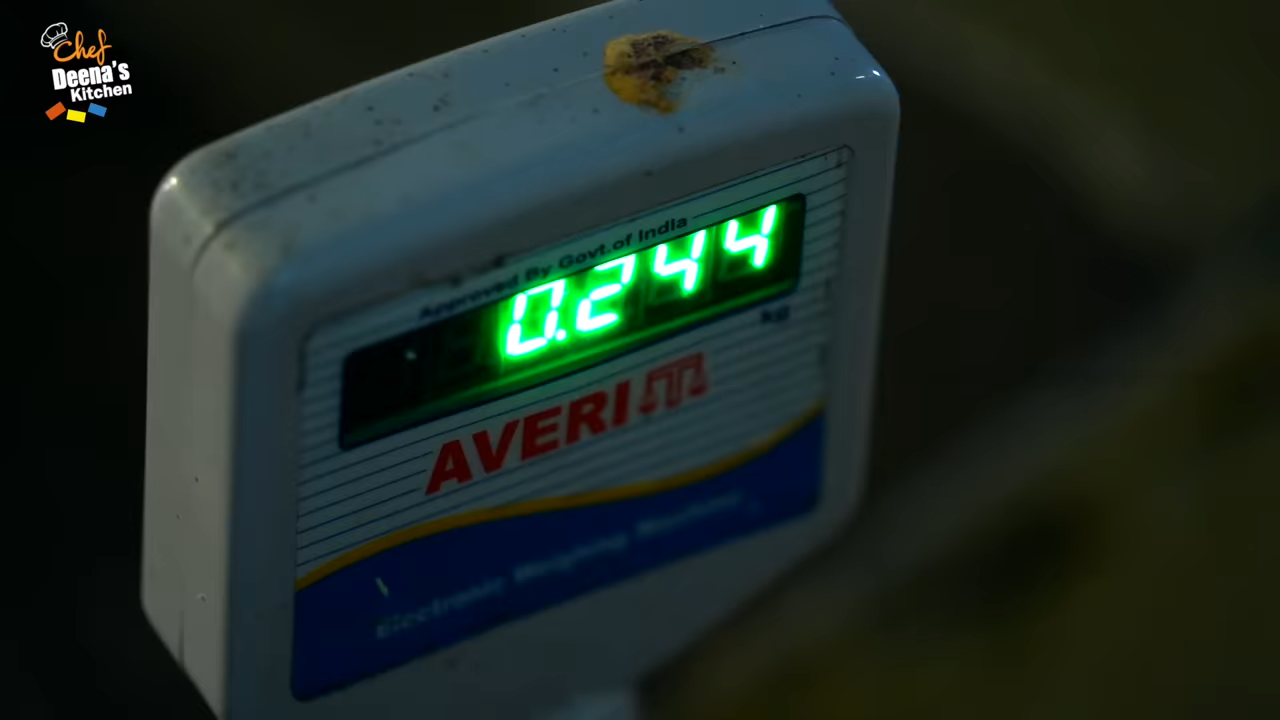 Chef
Deena's
Kitchen
Approved By Govt.of India
0.244
kg
AVERI
Electronic Weighing Machine